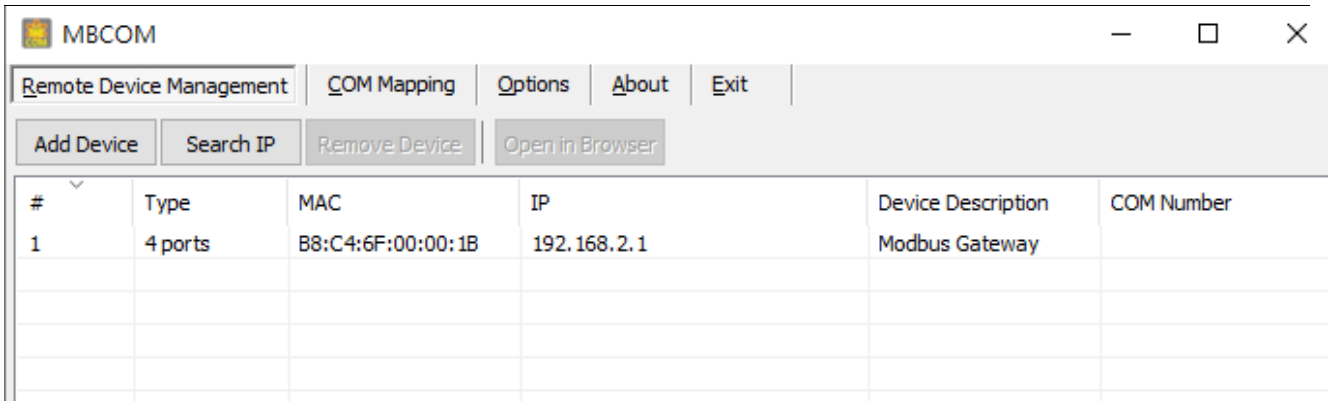 MBCOM
Remote Device Management COM Mapping Options About Exit
Add Device Search IP Remove Device Open in Browser
# Type MAC IP Device Description COM Number
1 4 ports B8:C4:6F:00:00:1B 192.168.2.1 Modbus Gateway